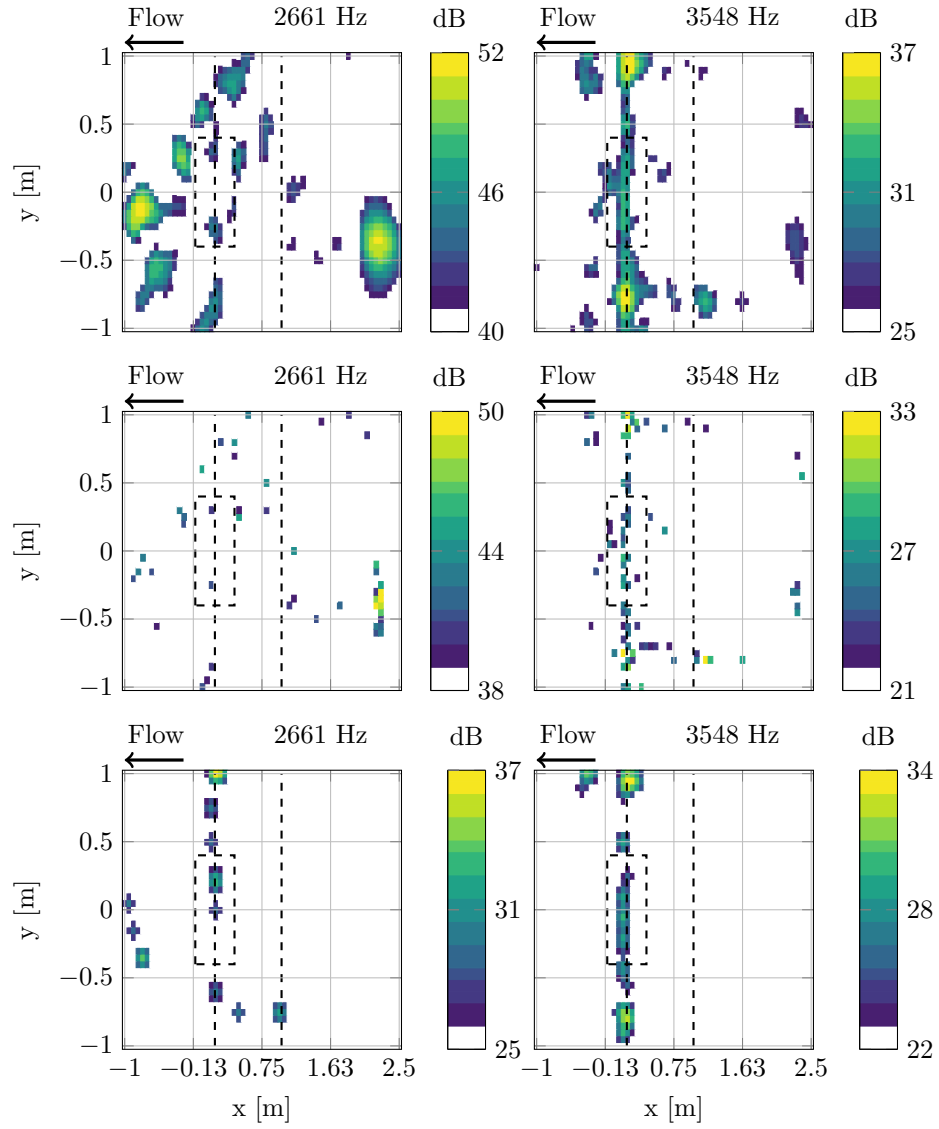 Flow 2661 Hz dB Flow 3548 Hz dB
1 52 37
0.5
y [m] 0 46 31
−0.5
−1 40 25
Flow 2661 Hz dB Flow 3548 Hz dB
1 50 33
0.5
y [m] 0 44 27
−0.5
−1 38 21
Flow 2661 Hz dB Flow 3548 Hz dB
1 37 34
0.5
y [m] 0 31 28
−0.5
−1 25 22
−1 −0.13 0.75 1.63 2.5 −1 −0.13 0.75 1.63 2.5
x [m] x [m]